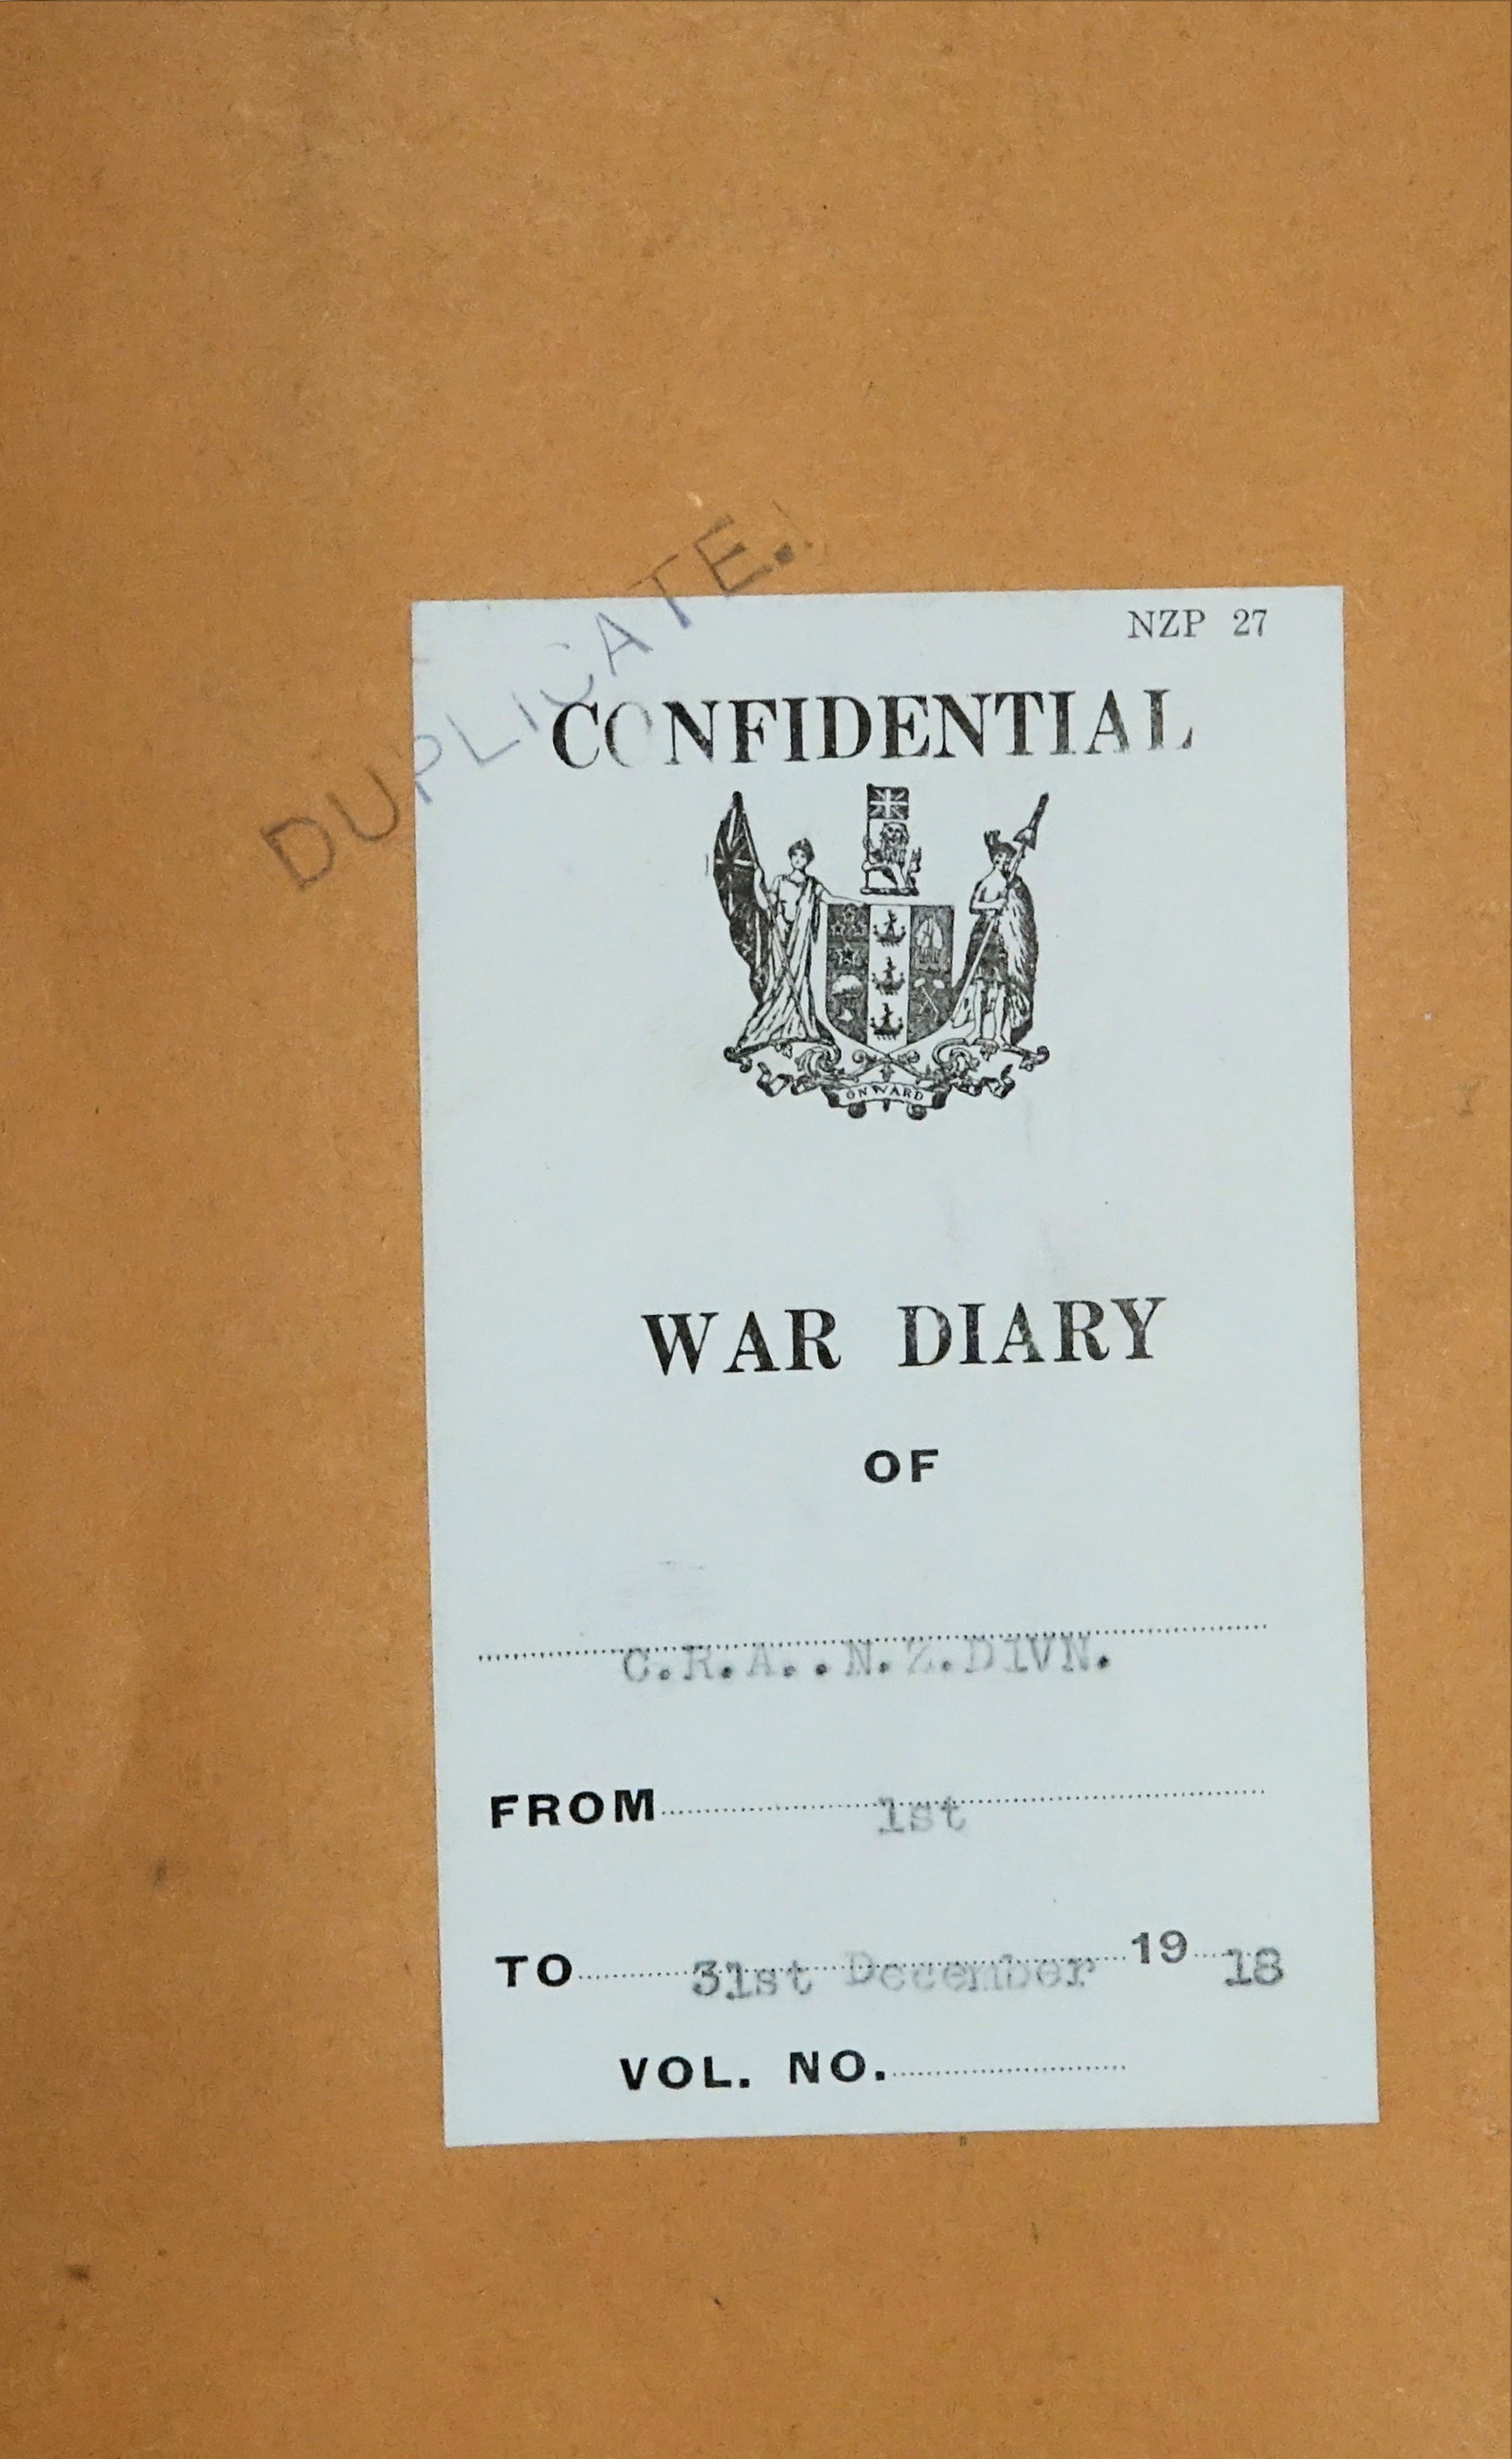 DUPLICATE.
NZP 27
CONFIDENTIAL
ONWARD
WAR DIARY
OF
C.R.A..N.Z.DIVN.
FROM 1st
TO 31st December 19 18
VOL. NO.